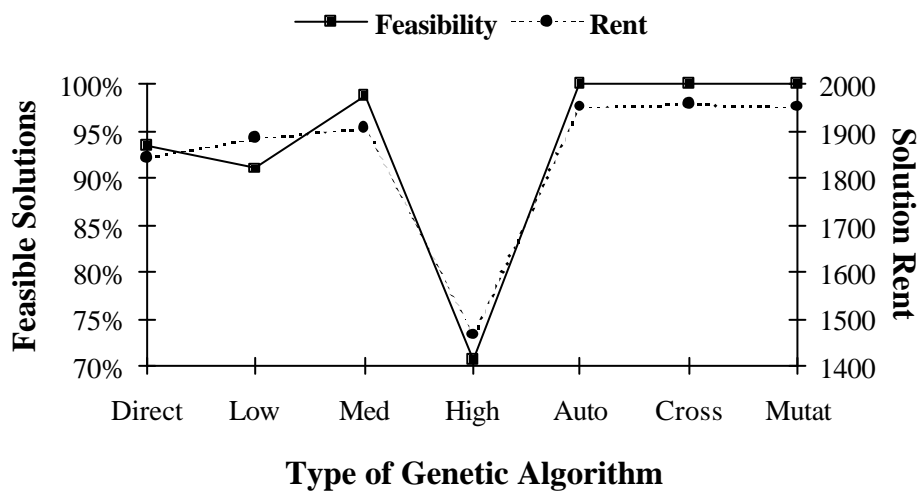 Feasibility Rent
Feasible Solutions
100%
95%
90%
85%
80%
75%
70%
2000
1900
1800
1700
1600
1500
1400
Solution Rent
Direct Low Med High Auto Cross Mutat
Type of Genetic Algorithm